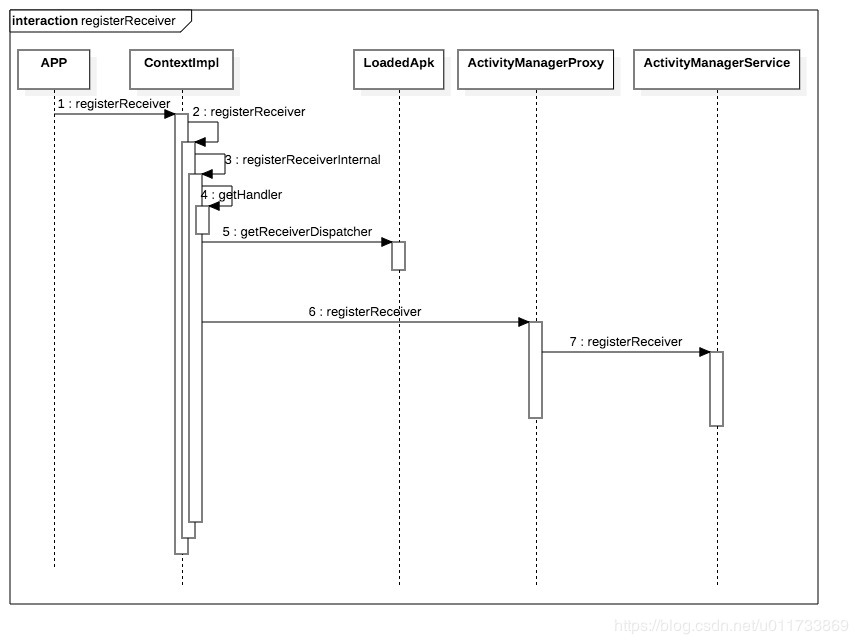 interaction registerReceiver
APP
ContextImpl
LoadedApk
ActivityManagerProxy
ActivityManagerService
1 : registerReceiver
2 : registerReceiver
3 : registerReceiverInternal
4 : getHandler
5 : getReceiverDispatcher
6 : registerReceiver
7 : registerReceiver
https://blog.csdn.net/u011733869